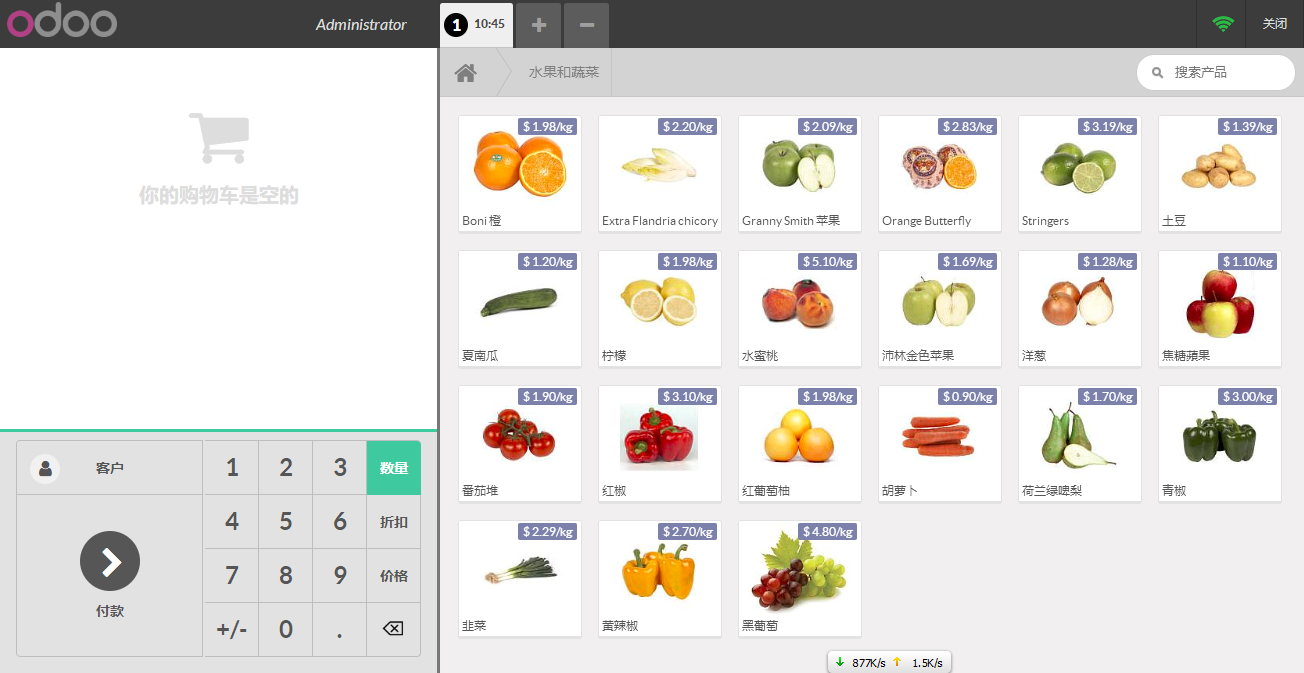 odoo
Administrator
1 10:45
关闭
水果和蔬菜
搜索产品
你的购物车是空的
$ 1.98/kg
Boni 橙
$ 2.20/kg
Extra Flandria chicory
$ 2.09/kg
Granny Smith 苹果
$ 2.83/kg
Orange Butterfly
$ 3.19/kg
Stringers
$ 1.39/kg
土豆
$ 1.20/kg
夏南瓜
$ 1.98/kg
柠檬
$ 5.10/kg
水蜜桃
$ 1.69/kg
沛林金色苹果
$ 1.28/kg
洋葱
$ 1.10/kg
焦糖蘋果
$ 1.90/kg
番茄堆
$ 3.10/kg
红椒
$ 1.98/kg
红葡萄柚
$ 0.90/kg
胡萝卜
$ 1.70/kg
荷兰绿啤梨
$ 3.00/kg
青椒
$ 2.29/kg
韭菜
$ 2.70/kg
黄辣椒
$ 4.80/kg
黑葡萄
客户
付款
1 2 3 数量
4 5 6 折扣
7 8 9 价格
+/- 0 .
877K/s 1.5K/s